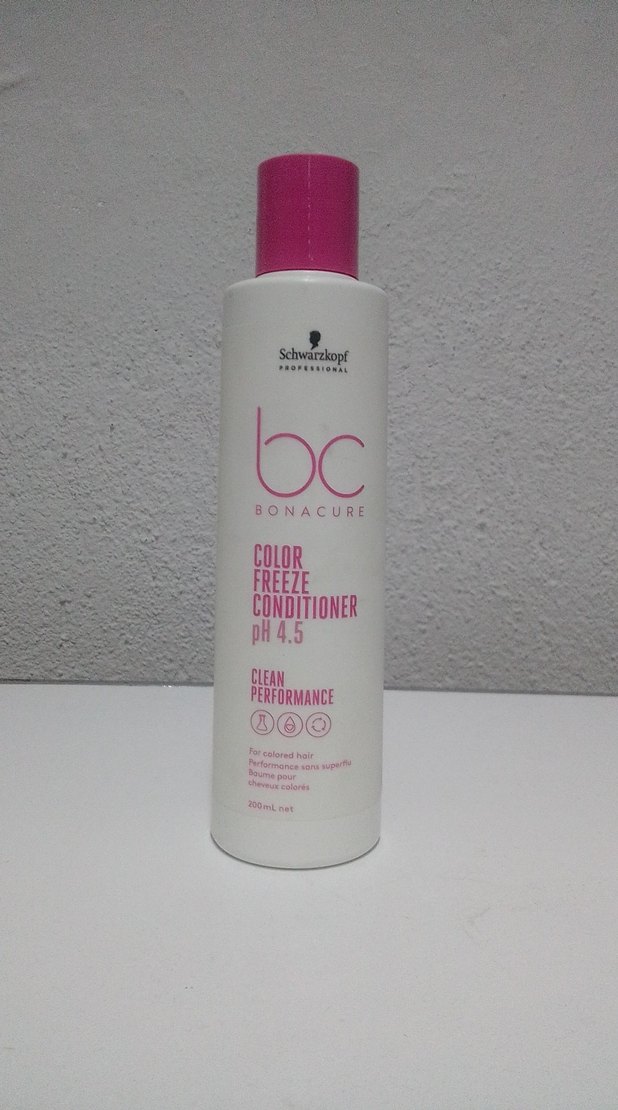 Schwarzkopf
PROFESSIONAL
bc
BONACURE
COLOR
FREEZE
CONDITIONER
pH 4.5
CLEAN
PERFORMANCE
For colored hair
Performance sans superflu
Baume pour
cheveux colorés
200mL net